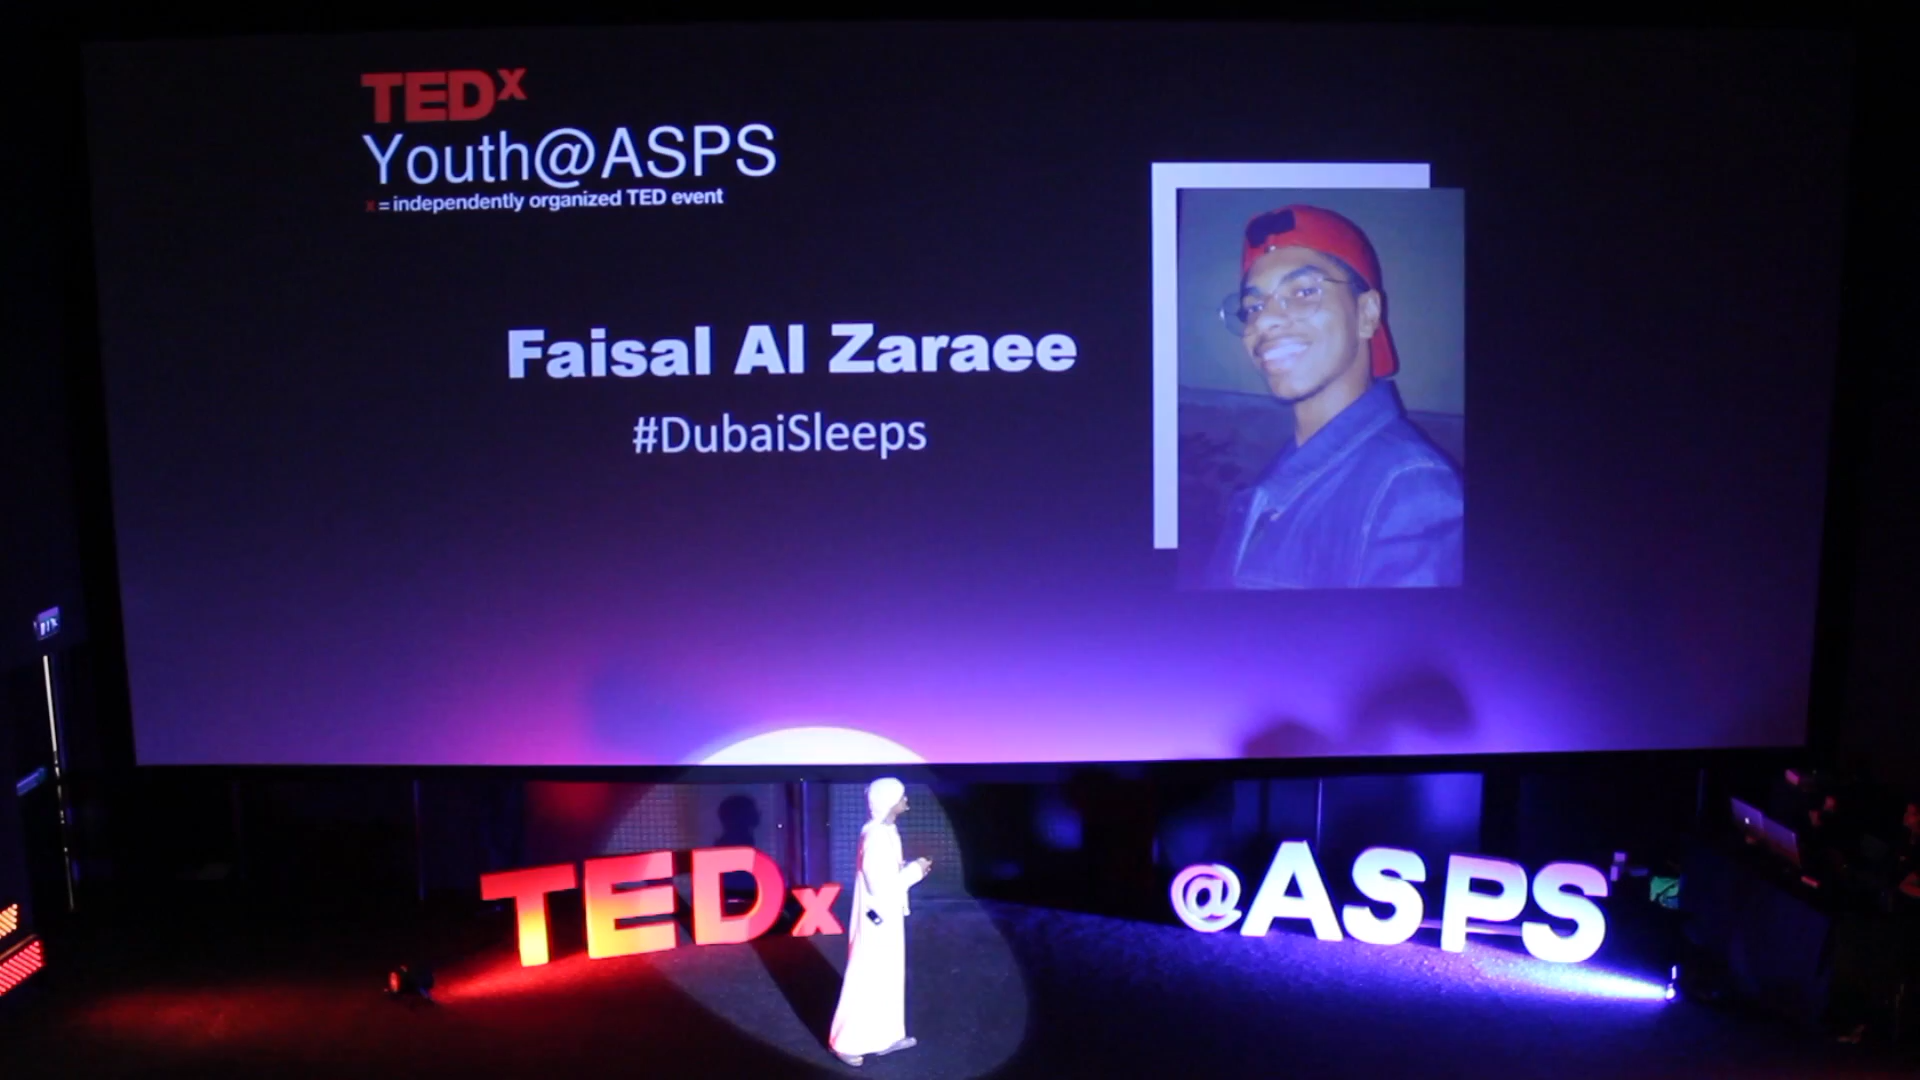 TEDx
Youth@ASPS
x = independently organized TED event
Faisal Al Zaraee
#DubaiSleeps
TEDx
@ASPS